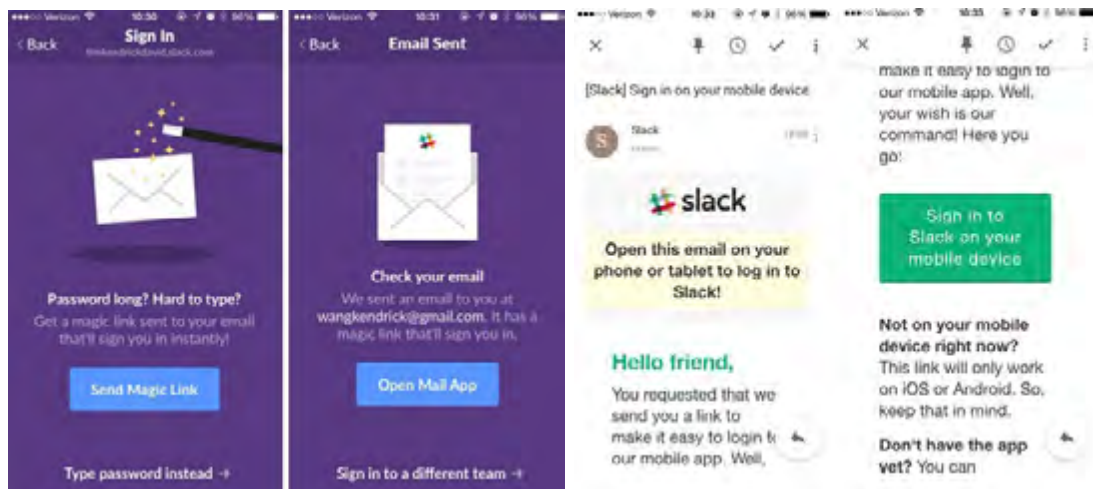 Verizon 10:30 96%
Back
Sign In
Password long? Hard to type?
Get a magic link sent to your email
that'll sign you in instantly!
Send Magic Link
Type password instead →
Verizon 10:31 96%
Back
Email Sent
Check your email
We sent an email to you at
wangkendrick@gmail.com. It has a
magic link that'll sign you in.
Open Mail App
Sign in to a different team →
Verizon 96%
[Slack] Sign in on your mobile device
S
Slack
slack
Open this email on your
phone or tablet to log in to
Slack!
Hello friend,
You requested that we
send you a link to
make it easy to login to
our mobile app. Well,
Verizon 96%
make it easy to login to
our mobile app. Well,
your wish is our
command! Here you
go:
Sign in to
Slack on your
mobile device
Not on your mobile
device right now?
This link will only work
on iOS or Android. So,
keep that in mind.
Don't have the app
yet? You can